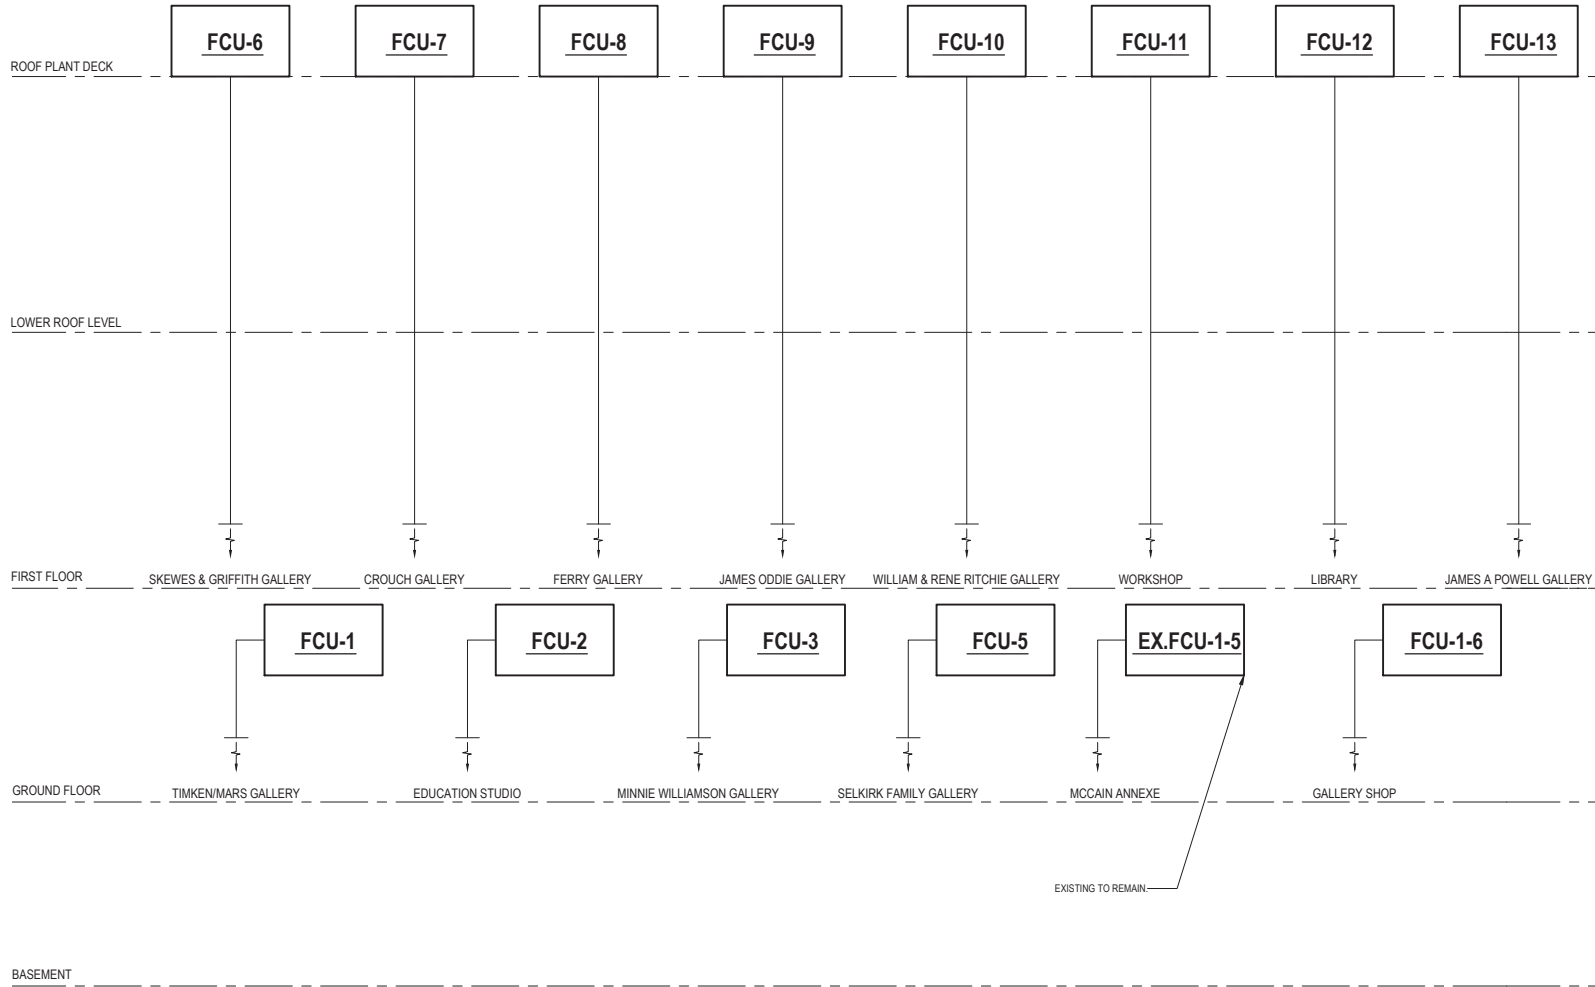 FCU-6
FCU-7
FCU-8
FCU-9
FCU-10
FCU-11
FCU-12
FCU-13
ROOF PLANT DECK
LOWER ROOF LEVEL
FIRST FLOOR
SKEWES & GRIFFITH GALLERY
CROUCH GALLERY
FERRY GALLERY
JAMES ODDIE GALLERY
WILLIAM & RENE RITCHIE GALLERY
WORKSHOP
LIBRARY
JAMES A POWELL GALLERY
FCU-1
FCU-2
FCU-3
FCU-5
EX.FCU-1-5
FCU-1-6
GROUND FLOOR
TIMKEN/MARS GALLERY
EDUCATION STUDIO
MINNIE WILLIAMSON GALLERY
SELKIRK FAMILY GALLERY
MCCAIN ANNEXE
GALLERY SHOP
EXISTING TO REMAIN.
BASEMENT